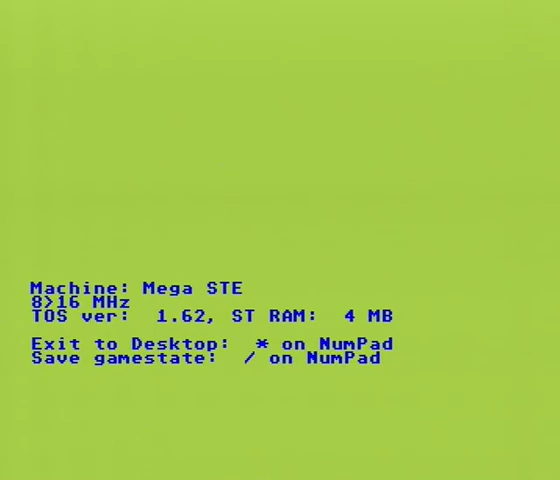 Machine: Mega STE
8>16 MHz
TOS ver:  1.62, ST RAM:  4 MB
Exit to Desktop:  * on NumPad
Save gamestate:  / on NumPad